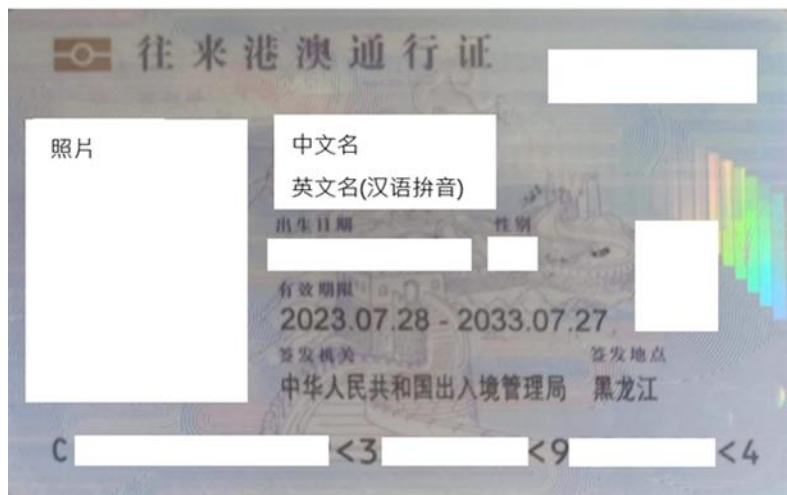 往来港澳通行证
照片
中文名
英文名(汉语拚音)
出生日期 性别
有效期限
2023.07.28 - 2033.07.27
签发机关 签发地点
中华人民共和国出入境管理局 黑龙江
C <3 <9 <4